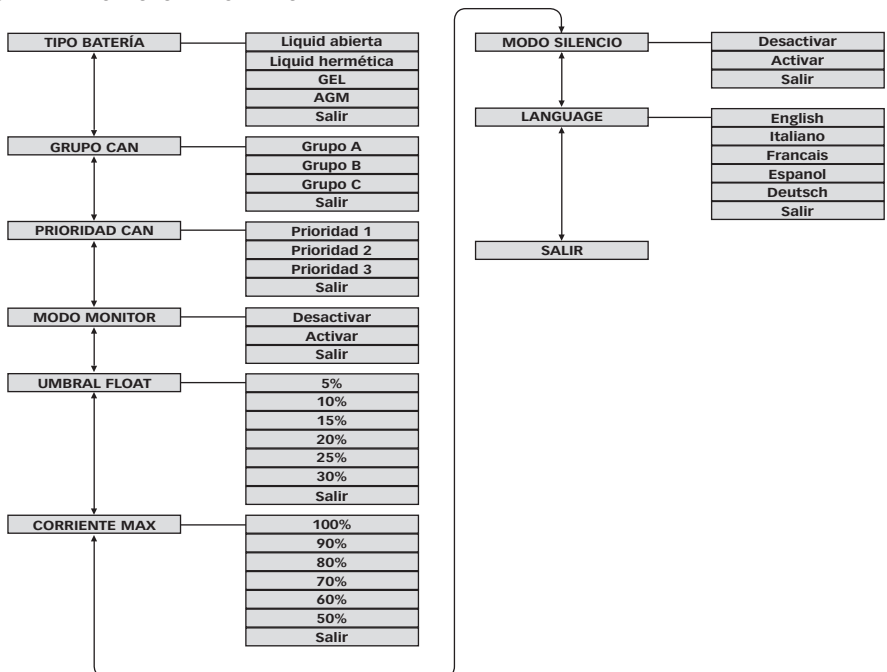 TIPO BATERÍA
Liquid abierta
Liquid hermética
GEL
AGM
Salir
GRUPO CAN
Grupo A
Grupo B
Grupo C
Salir
PRIORIDAD CAN
Prioridad 1
Prioridad 2
Prioridad 3
Salir
MODO MONITOR
Desactivar
Activar
Salir
UMBRAL FLOAT
5%
10%
15%
20%
25%
30%
Salir
CORRIENTE MAX
100%
90%
80%
70%
60%
50%
Salir
MODO SILENCIO
Desactivar
Activar
Salir
LANGUAGE
English
Italiano
Francais
Espanol
Deutsch
Salir
SALIR